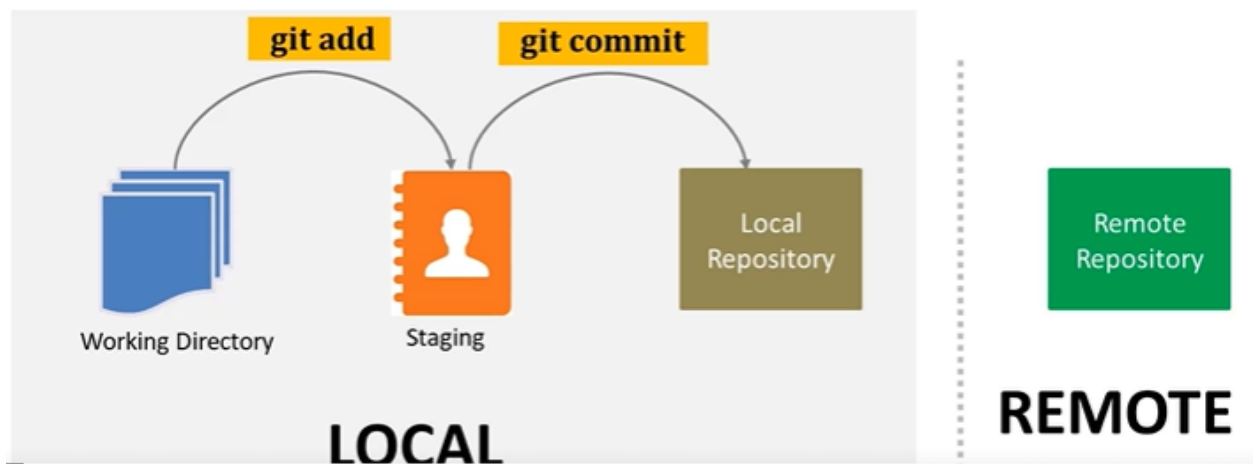 git add
git commit
Local
Repository
Remote
Repository
Working Directory
Staging
LOCAL
REMOTE